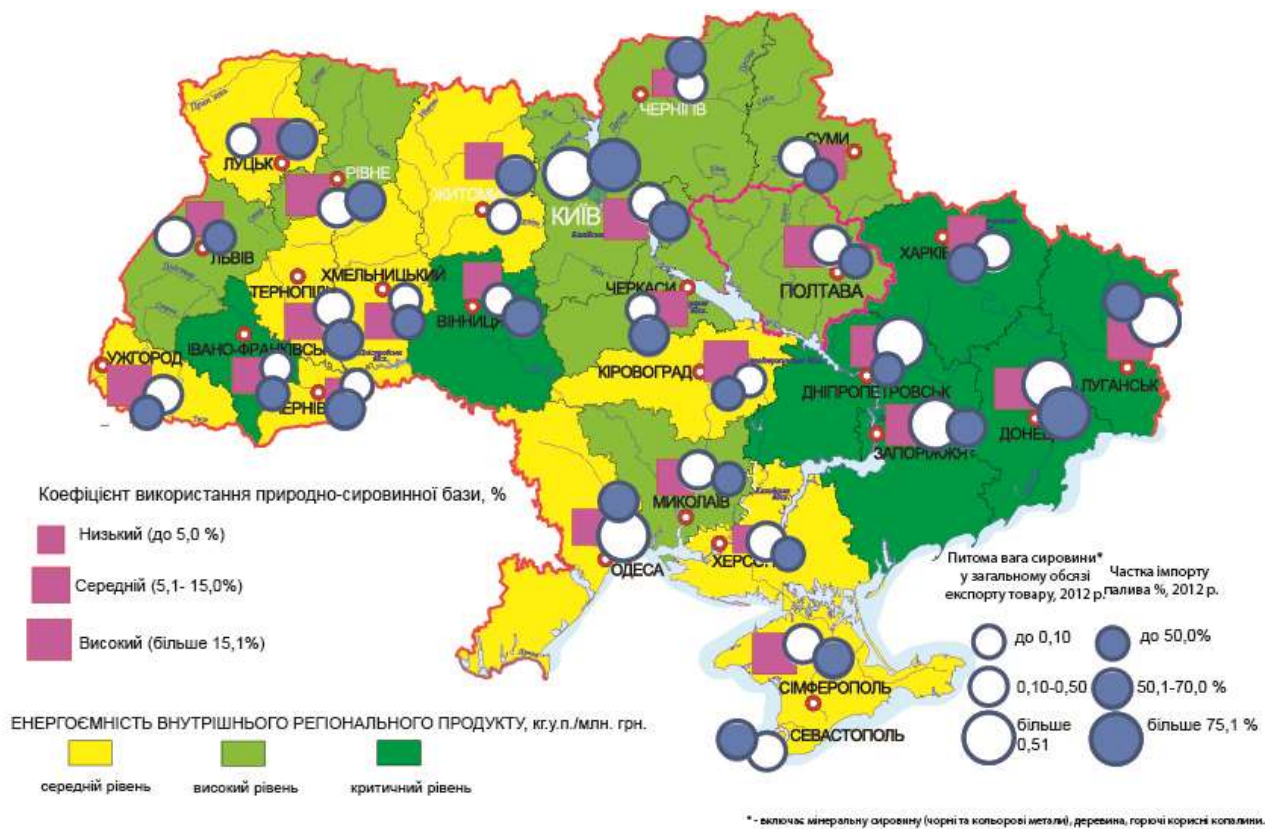 ЧЕРНІГІВ
СУМИ
ЛУЦЬК
РІВНЕ
ЖИТОМ
КИЇВ
ЛЬВІВ
ХАРКІВ
ТЕРНОПІЛЬ
ХМЕЛЬНИЦЬКИЙ
ВІННИЦЯ
ЧЕРКАСИ
ПОЛТАВА
УЖГОРОД
ІВАНО-ФРАНКІВСЬК
ЧЕРНІВ
КІРОВОГРАД
ДНІПРОПЕТРОВСЬК
ЛУГАНСЬК
ДОНЕЦ
ЗАПОРІЖЖЯ
МИКОЛАЇВ
ОДЕСА
ХЕРСОН
СІМФЕРОПОЛЬ
СЕВАСТОПОЛЬ
Коефіцієнт використання природно-сировинної бази, %
Низький (до 5,0 %)
Середній (5,1- 15,0%)
Високий (більше 15,1%)
ЕНЕРГОЄМНІСТЬ ВНУТРІШНЬОГО РЕГІОНАЛЬНОГО ПРОДУКТУ, кг.у.п./млн. грн.
середній рівень
високий рівень
критичний рівень
Питома вага сировини*
у загальному обсязі
експорту товару, 2012 р.
Частка імпорту
палива %, 2012 р.
до 0,10
до 50,0%
0,10-0,50
50,1-70,0 %
більше
0,51
більше 75,1 %
* - включає мінеральну сировину (чорні та кольорові метали), деревина, горючі корисні копалини.